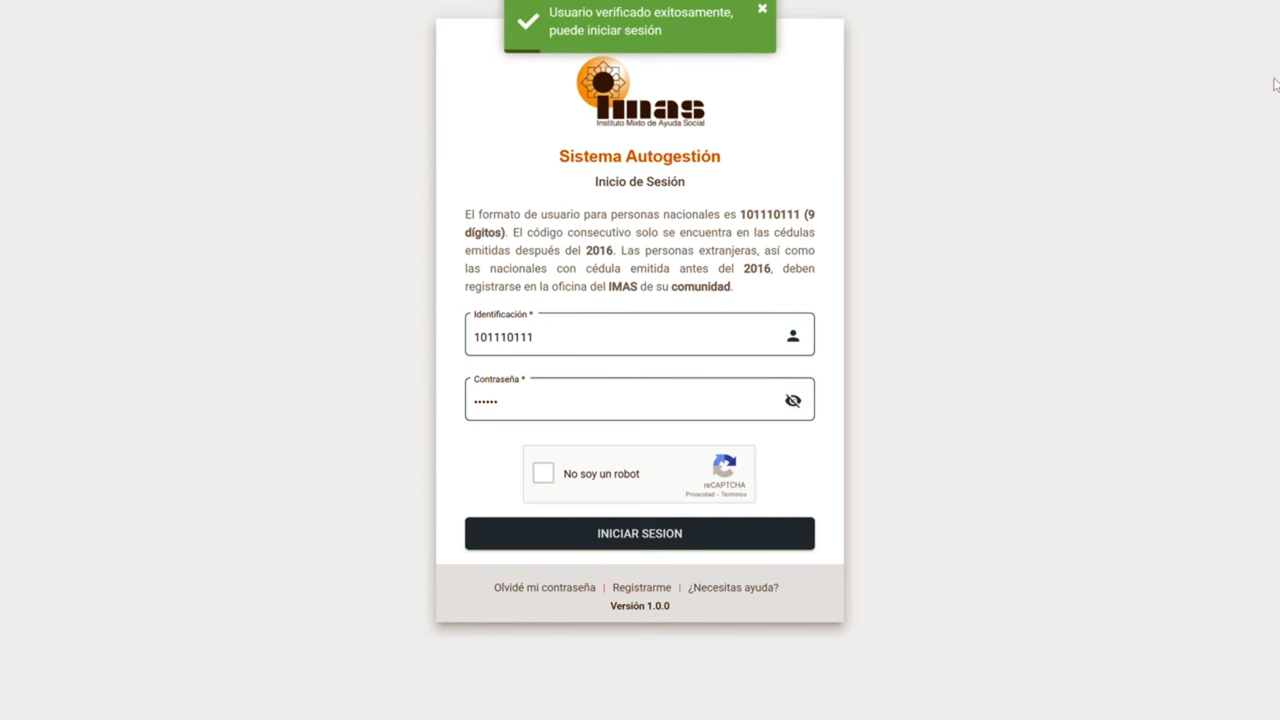 Usuario verificado exitosamente,
puede iniciar sesión
imas
Instituto Mixto de Ayuda Social
Sistema Autogestión
Inicio de Sesión
El formato de usuario para personas nacionales es 101110111 (9
dígitos). El código consecutivo solo se encuentra en las cédulas
emitidas después del 2016. Las personas extranjeras, así como
las nacionales con cédula emitida antes del 2016, deben
registrarse en la oficina del IMAS de su comunidad.
Identificación *
101110111
Contraseña *
••••••
No soy un robot
reCAPTCHA
Privacidad - Términos
INICIAR SESION
Olvidé mi contraseña | Registrarme | ¿Necesitas ayuda?
Versión 1.0.0